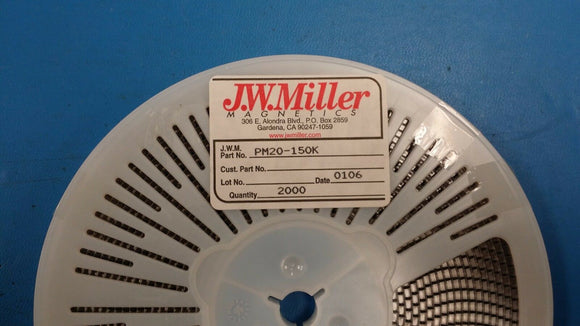 J.W.Miller
MAGNETICS
306 E. Alondra Blvd., P.O. Box 2859
Gardena, CA 90247-1059
www.jwmiller.com
J.W.M.
Part No. PM20-150K
Cust. Part No.
Lot No. Date 0106
Quantity 2000